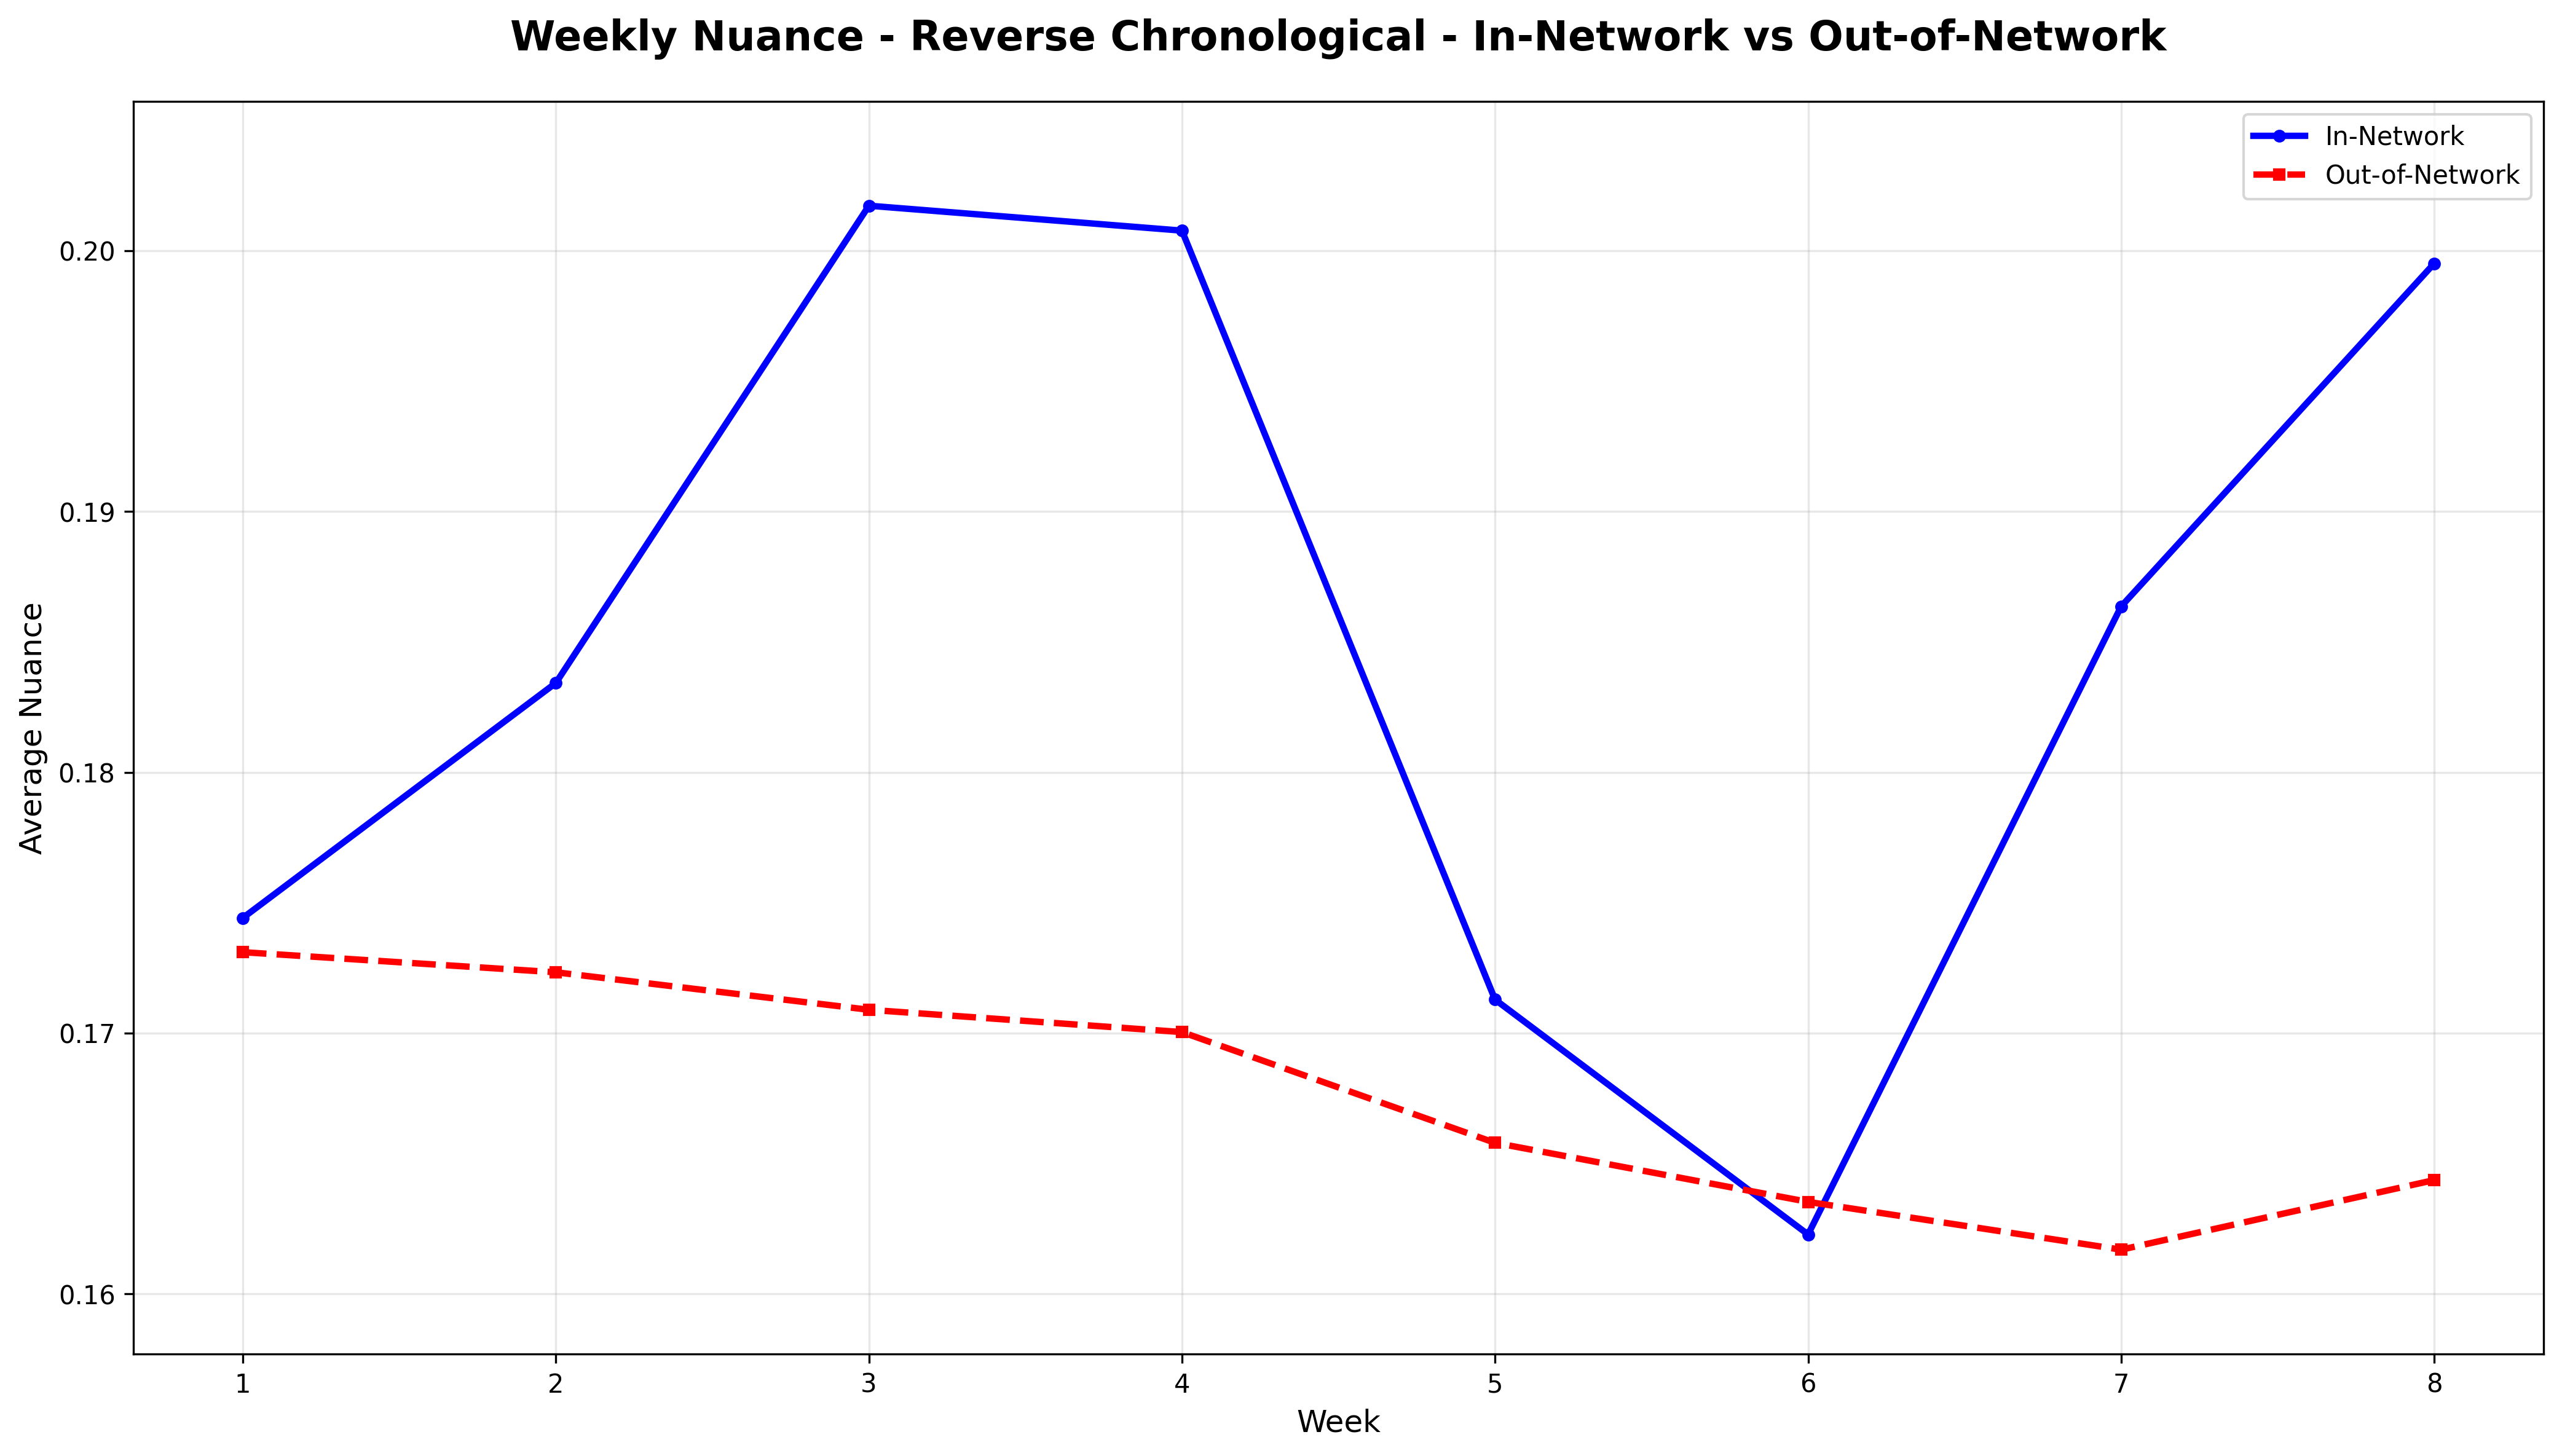 Weekly Nuance - Reverse Chronological - In-Network vs Out-of-Network
In-Network
Out-of-Network
Average Nuance
0.20
0.19
0.18
0.17
0.16
1 2 3 4 5 6 7 8
Week